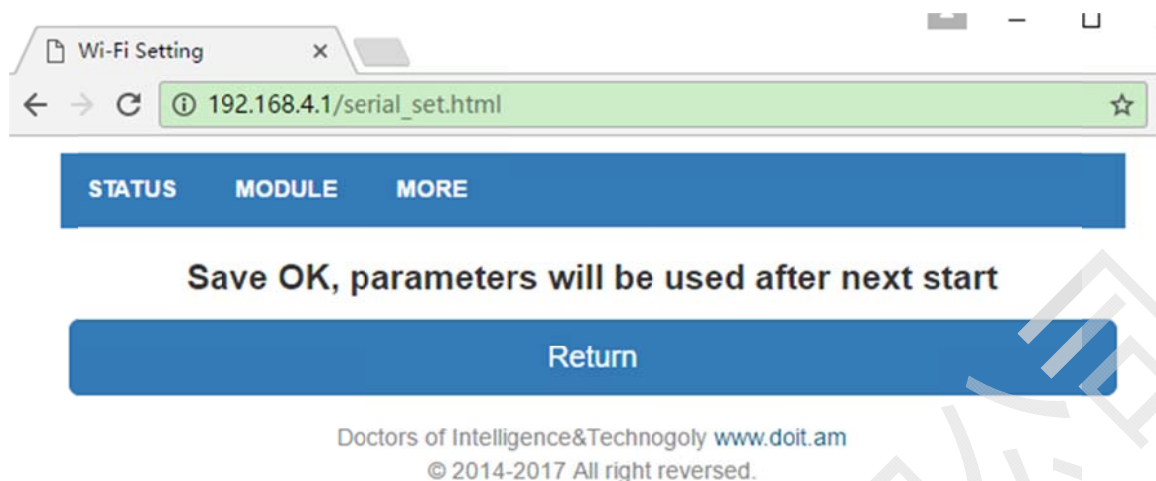 Wi-Fi Setting
192.168.4.1/serial_set.html
STATUS MODULE MORE
Save OK, parameters will be used after next start
Return
Doctors of Intelligence&Technogoly www.doit.am
© 2014-2017 All right reversed.